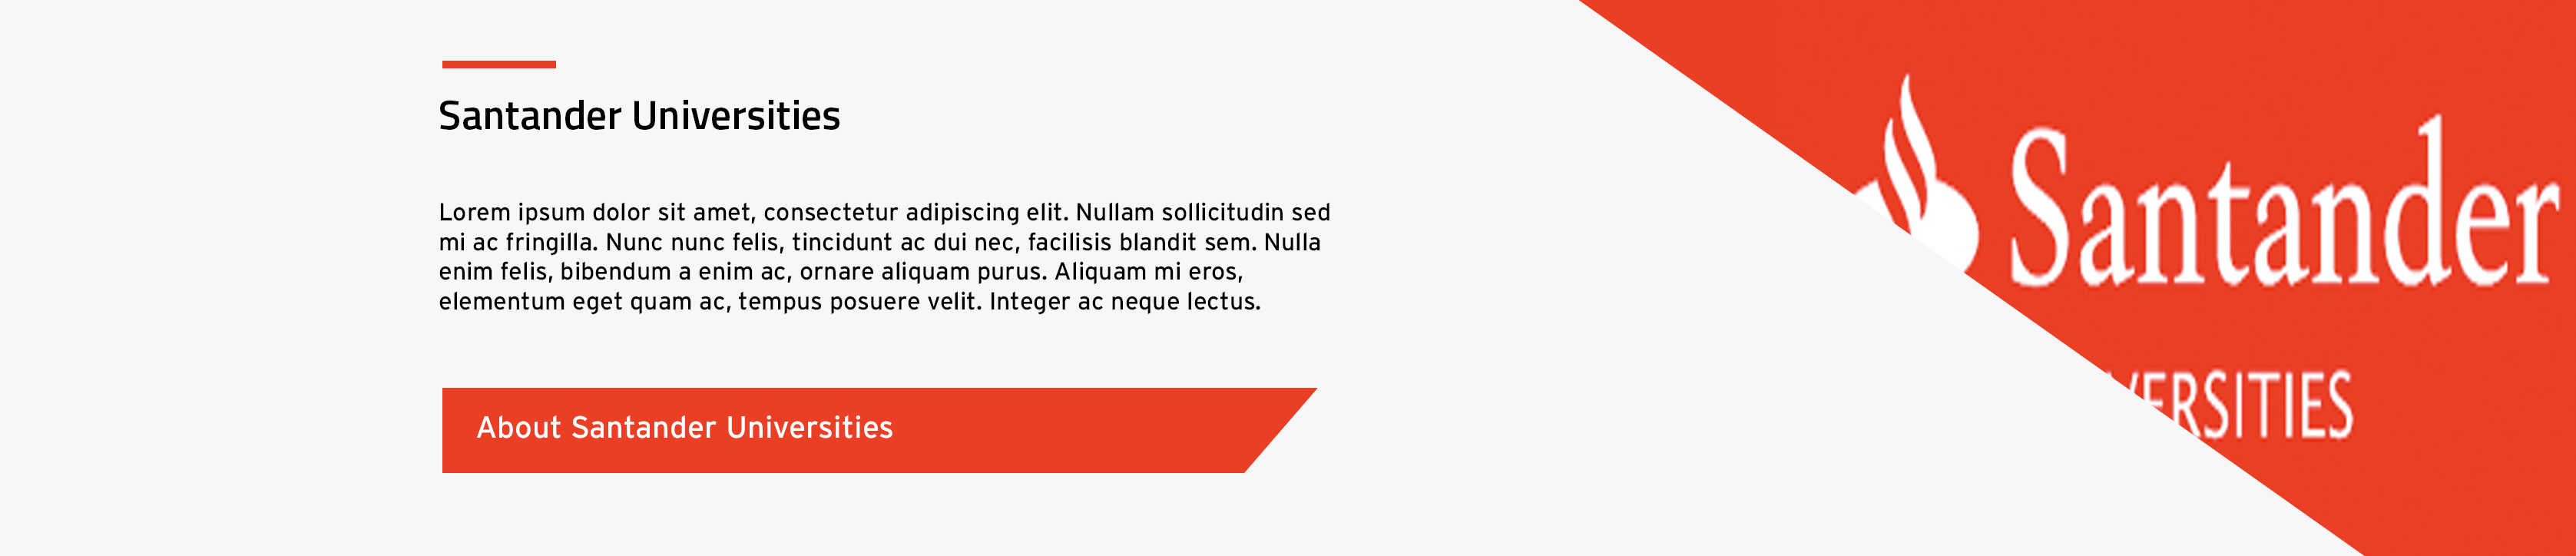 Santander Universities
Lorem ipsum dolor sit amet, consectetur adipiscing elit. Nullam sollicitudin sed
mi ac fringilla. Nunc nunc felis, tincidunt ac dui nec, facilisis blandit sem. Nulla
enim felis, bibendum a enim ac, ornare aliquam purus. Aliquam mi eros,
elementum eget quam ac, tempus posuere velit. Integer ac neque lectus.
About Santander Universities
Santander